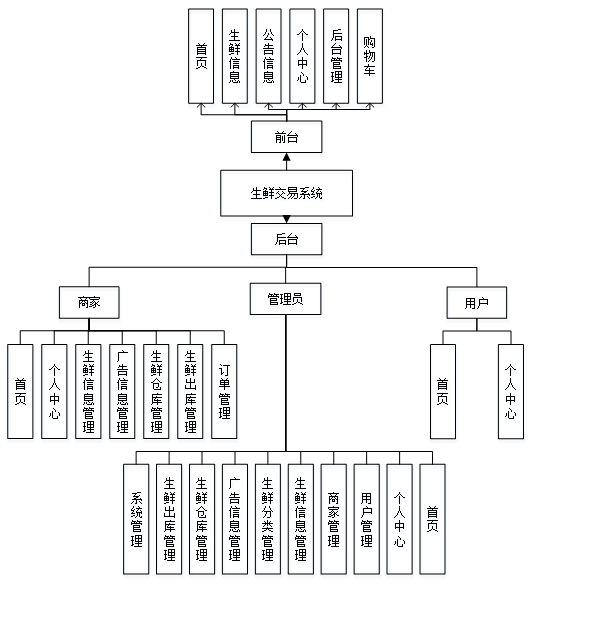 首页
生鲜信息
公告信息
个人中心
后台管理
购物车
前台
生鲜交易系统
后台
商家
管理员
用户
首页
个人中心
生鲜信息管理
广告信息管理
生鲜仓库管理
生鲜出库管理
订单管理
首页
个人中心
系统管理
生鲜出库管理
生鲜仓库管理
广告信息管理
生鲜分类管理
生鲜信息管理
商家管理
用户管理
个人中心
首页